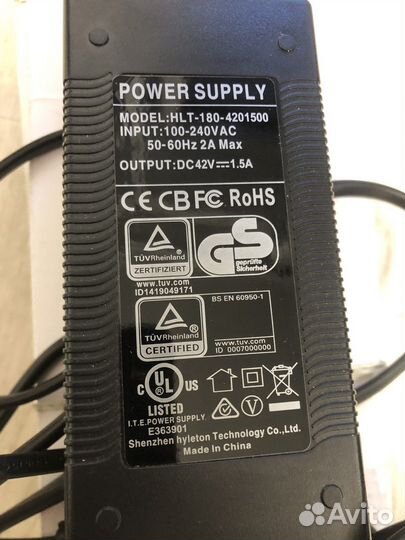 POWER SUPPLY
MODEL:HLT-180-4201500
INPUT:100-240VAC
50-60Hz 2A Max
OUTPUT:DC42V⎓1.5A
CE CB FC RoHS
TÜVRheinland
ZERTIFIZIERT
www.tuv.com
ID1419049171
GS
geprüfte
Sicherheit
BS EN 60950-1
TÜVRheinland
CERTIFIED
www.tuv.com
ID 0007000000
C UL US
LISTED
I.T.E.POWER SUPPLY.
E363901
V
Shenzhen hyleton Technology Co.,Ltd.
Made In China
Avito